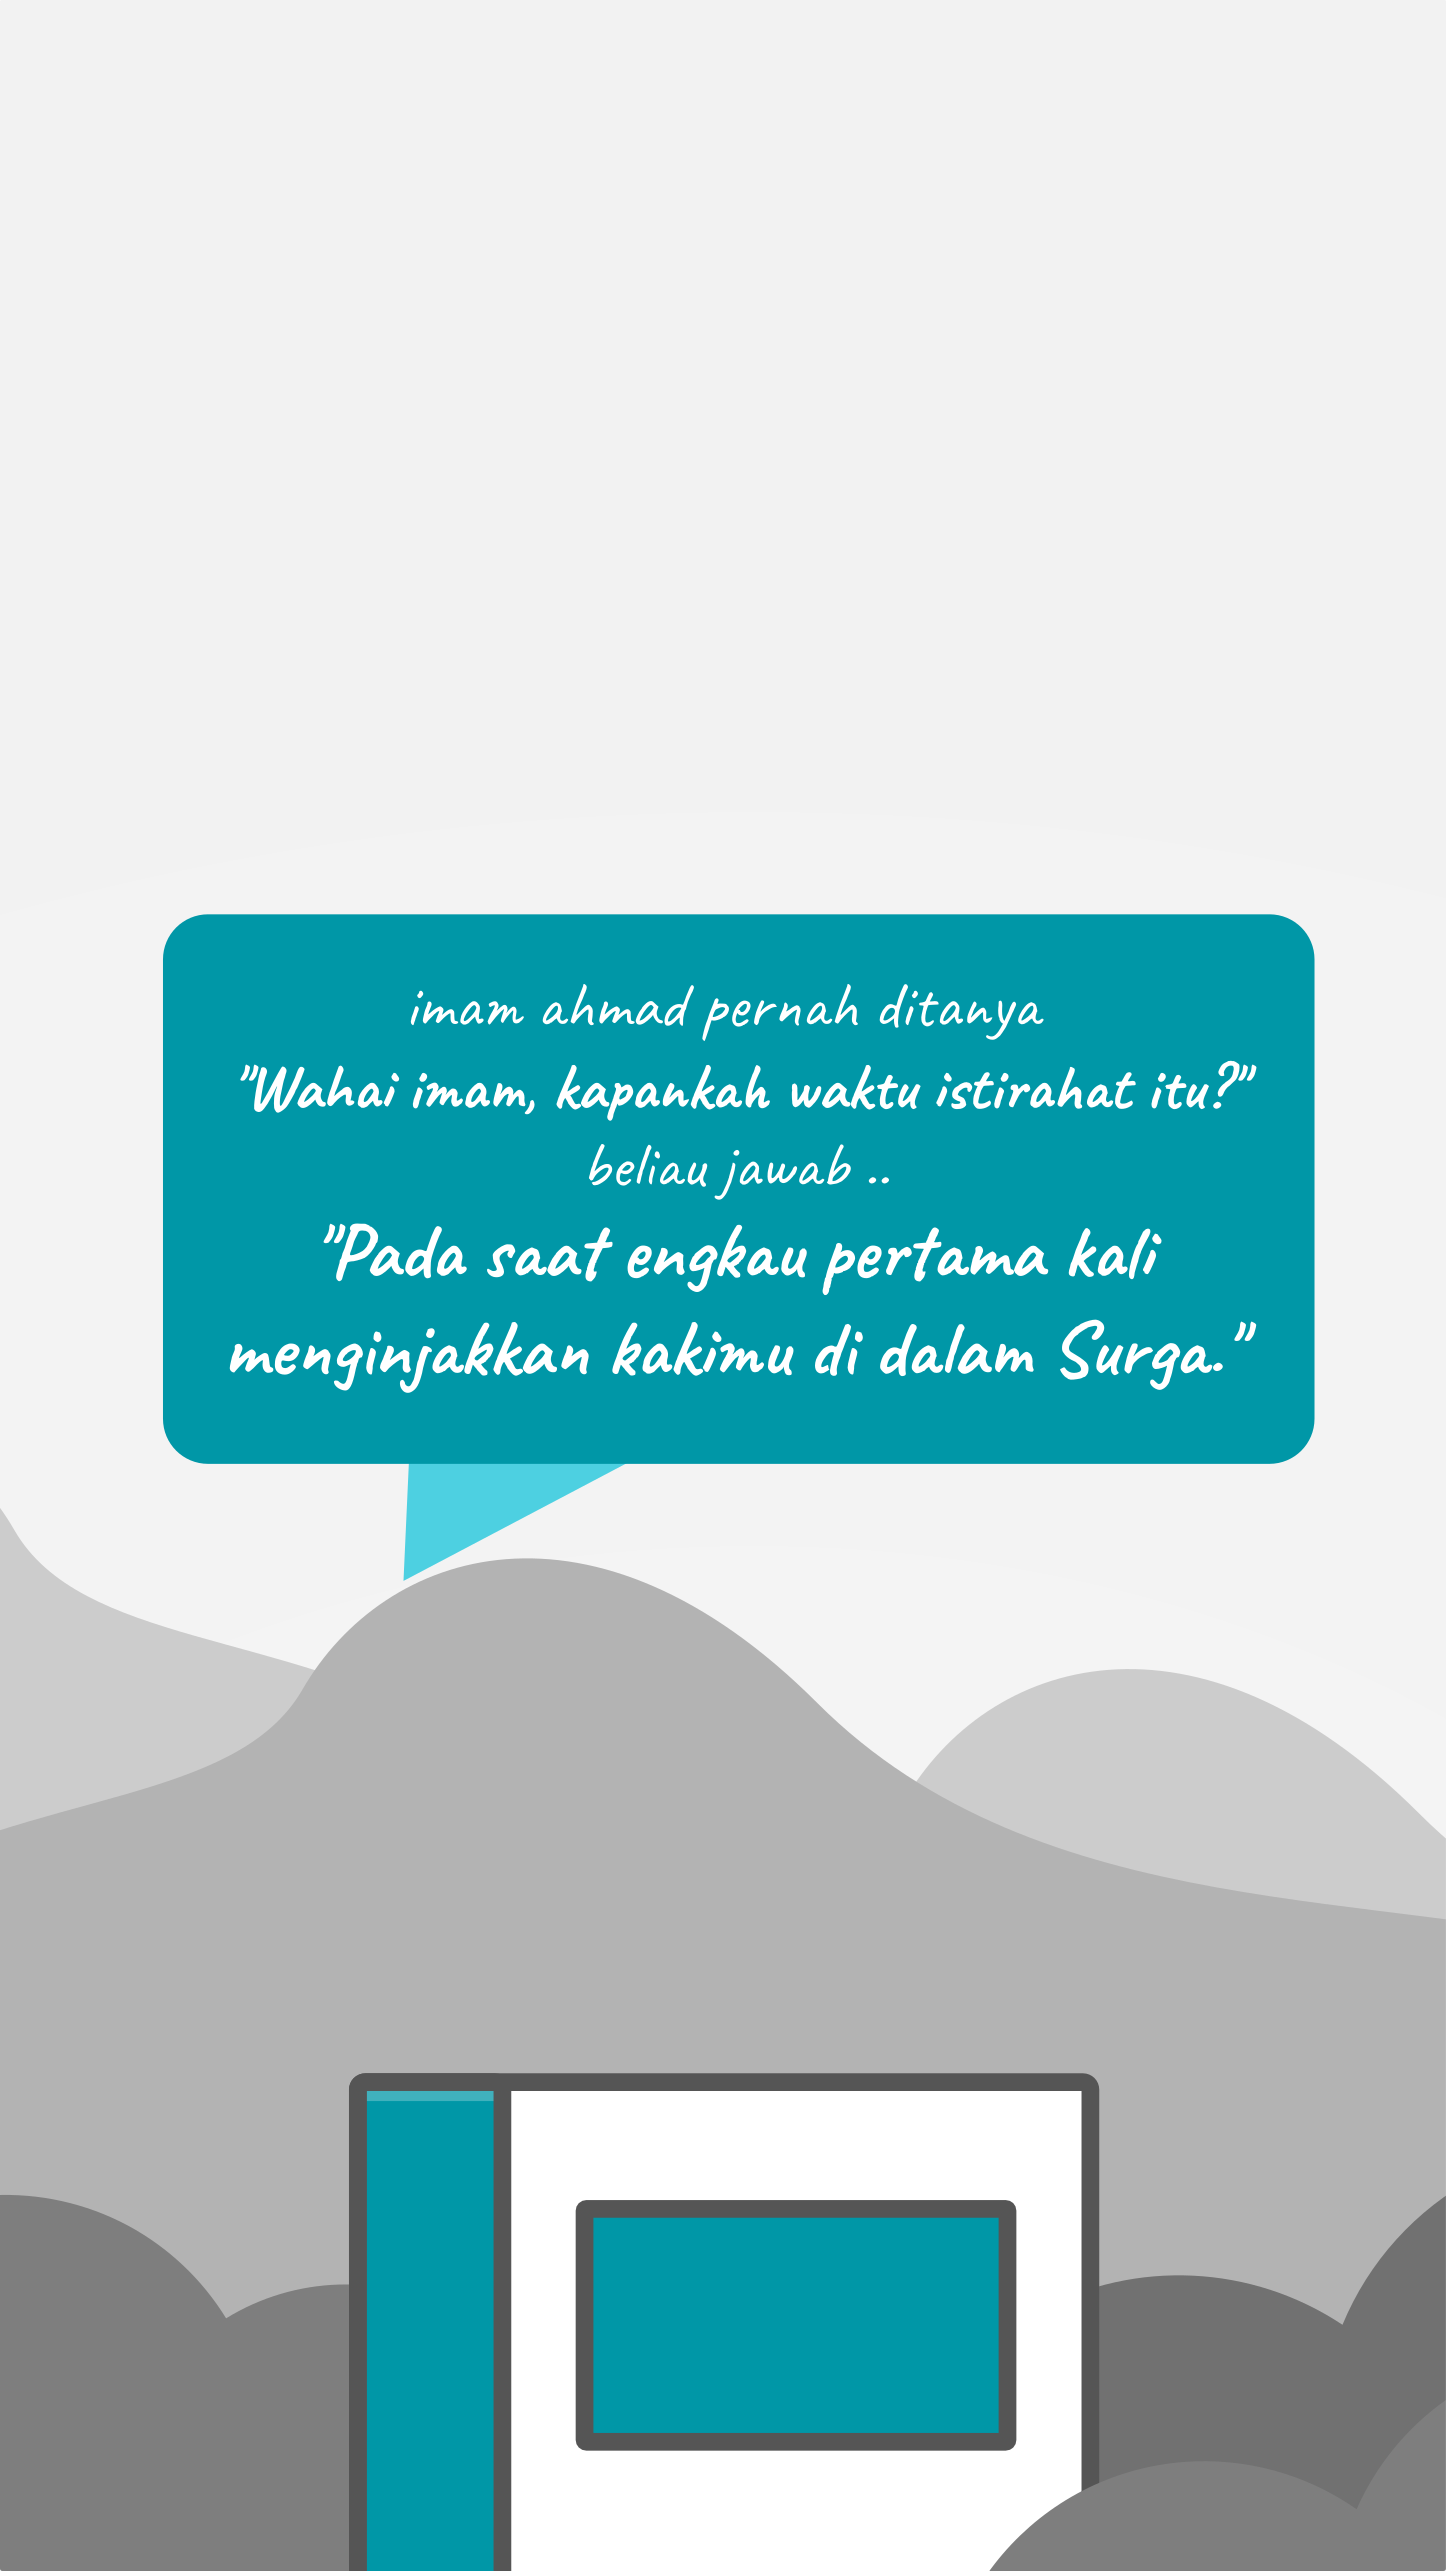 imam ahmad pernah ditanya
"Wahai imam, kapankah waktu istirahat itu?"
beliau jawab ..
"Pada saat engkau pertama kali
menginjakkan kakimu di dalam Surga."